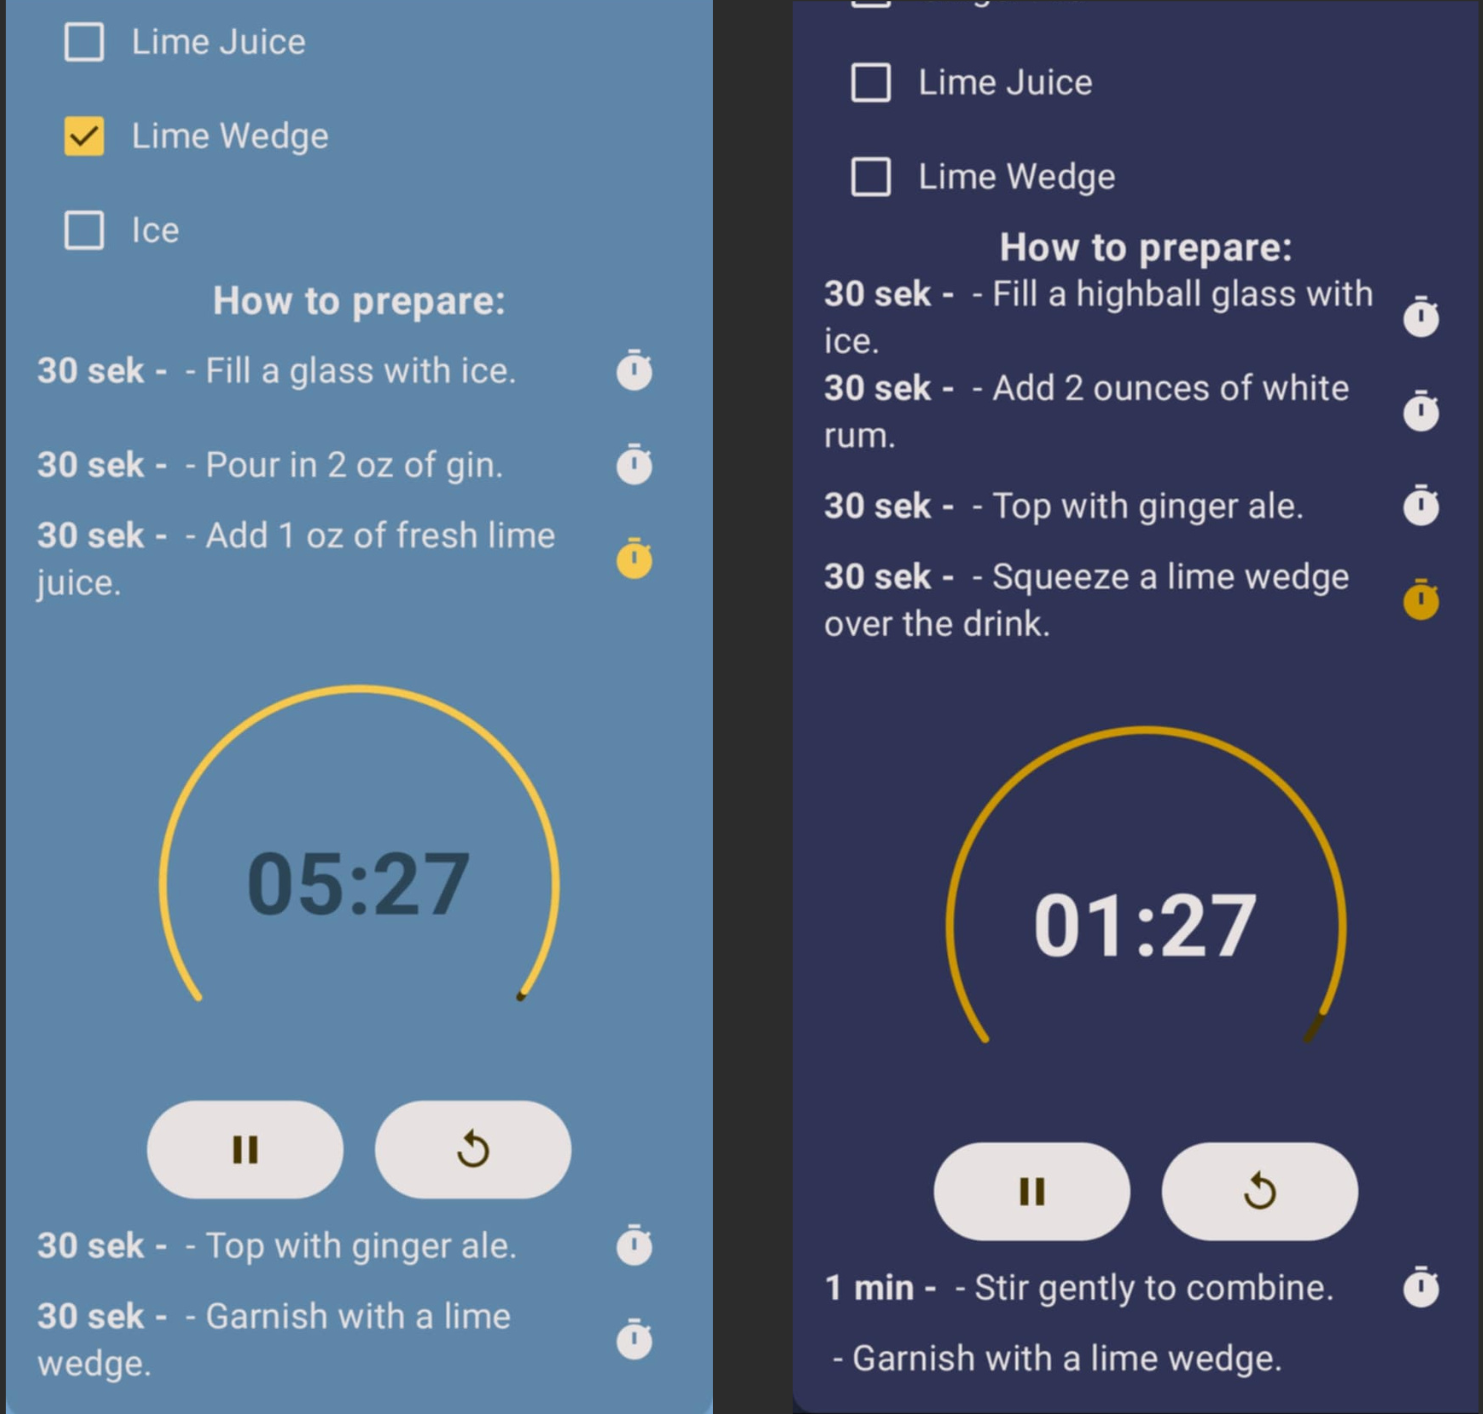 Lime Juice
Lime Wedge
Ice
How to prepare:
30 sek -  - Fill a glass with ice.
30 sek -  - Pour in 2 oz of gin.
30 sek -  - Add 1 oz of fresh lime
juice.
05:27
30 sek -  - Top with ginger ale.
30 sek -  - Garnish with a lime
wedge.
Lime Juice
Lime Wedge
How to prepare:
30 sek -  - Fill a highball glass with
ice.
30 sek -  - Add 2 ounces of white
rum.
30 sek -  - Top with ginger ale.
30 sek -  - Squeeze a lime wedge
over the drink.
01:27
1 min -  - Stir gently to combine.
- Garnish with a lime wedge.